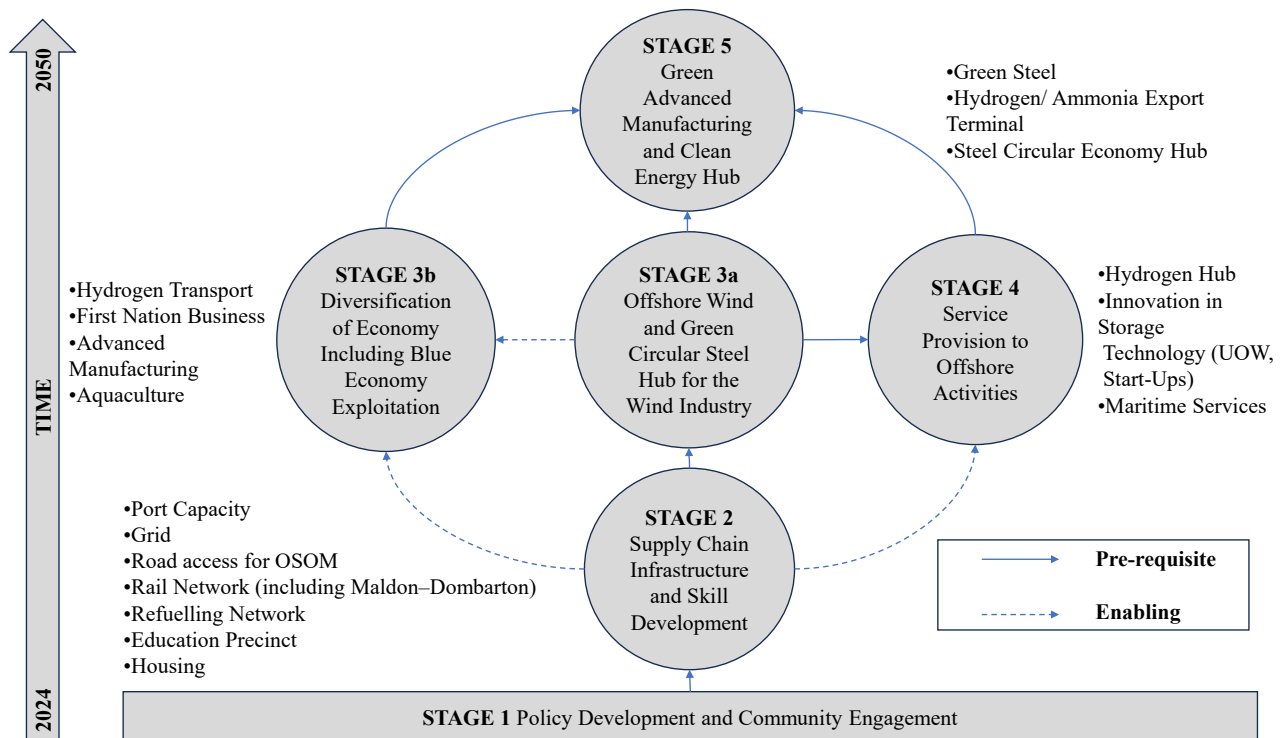 2050
TIME
2024
STAGE 5
Green
Advanced
Manufacturing
and Clean
Energy Hub
•Green Steel
•Hydrogen/ Ammonia Export
Terminal
•Steel Circular Economy Hub
•Hydrogen Transport
•First Nation Business
•Advanced
Manufacturing
•Aquaculture
STAGE 3b
Diversification
of Economy
Including Blue
Economy
Exploitation
STAGE 3a
Offshore Wind
and Green
Circular Steel
Hub for the
Wind Industry
STAGE 4
Service
Provision to
Offshore
Activities
•Hydrogen Hub
•Innovation in
Storage
Technology (UOW,
Start-Ups)
•Maritime Services
•Port Capacity
•Grid
•Road access for OSOM
•Rail Network (including Maldon–Dombarton)
•Refuelling Network
•Education Precinct
•Housing
STAGE 2
Supply Chain
Infrastructure
and Skill
Development
Pre-requisite
Enabling
STAGE 1 Policy Development and Community Engagement